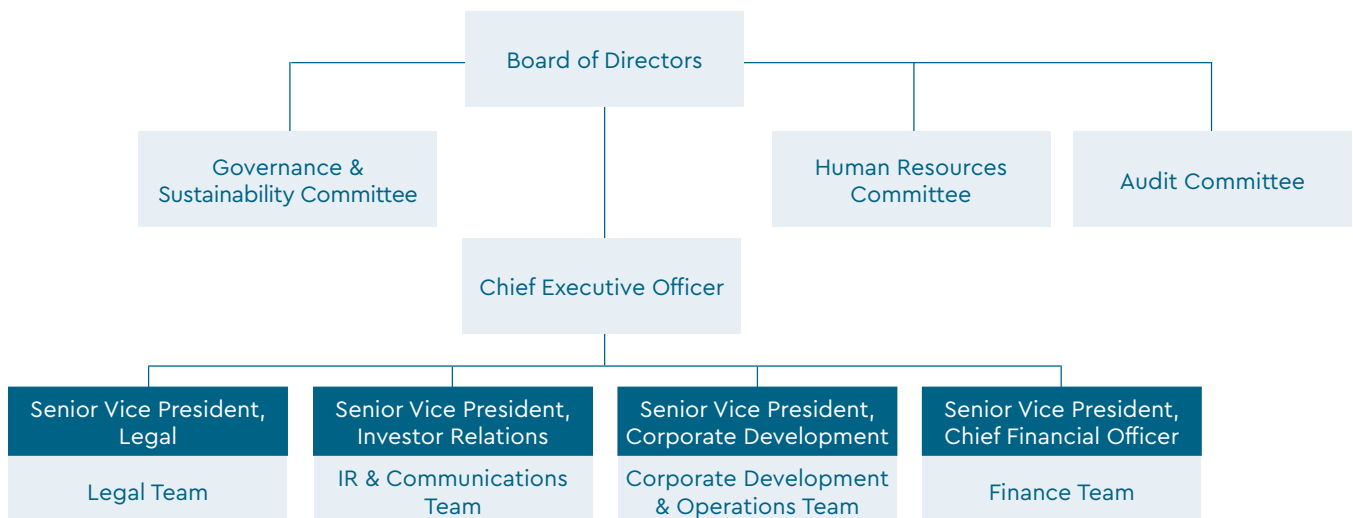 Board of Directors
Governance &
Sustainability Committee
Human Resources
Committee
Audit Committee
Chief Executive Officer
Senior Vice President,
Legal
Legal Team
Senior Vice President,
Investor Relations
IR & Communications
Team
Senior Vice President,
Corporate Development
Corporate Development
& Operations Team
Senior Vice President,
Chief Financial Officer
Finance Team